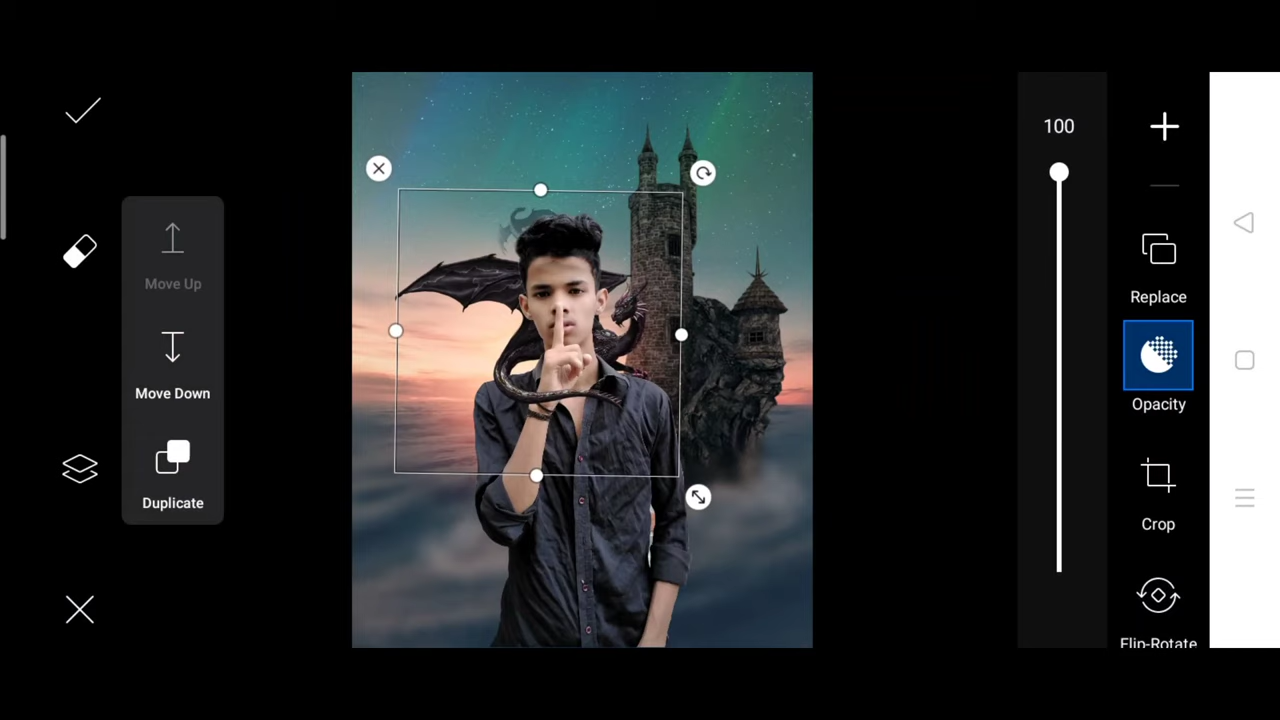 Move Up
Move Down
Duplicate
100
Replace
Opacity
Crop
Flip-Rotate